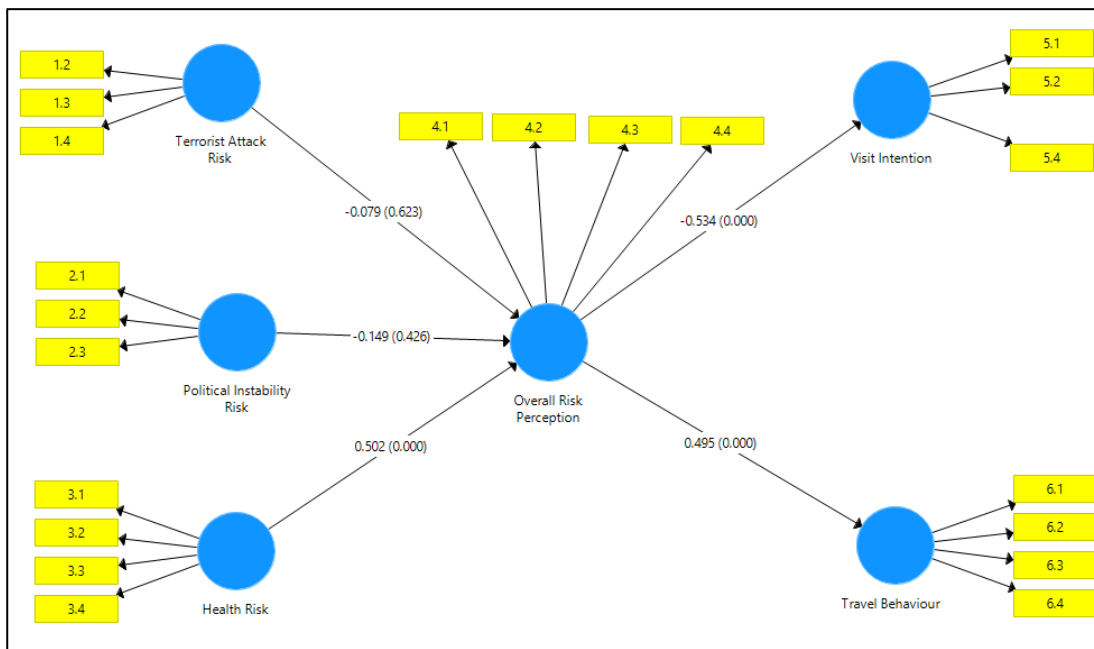 1.2
1.3
1.4
Terrorist Attack
Risk
4.1
4.2
4.3
4.4
5.1
5.2
5.4
Visit Intention
-0.079 (0.623)
-0.534 (0.000)
2.1
2.2
2.3
Political Instability
Risk
-0.149 (0.426)
Overall Risk
Perception
0.502 (0.000)
0.495 (0.000)
3.1
3.2
3.3
3.4
Health Risk
6.1
6.2
6.3
6.4
Travel Behaviour